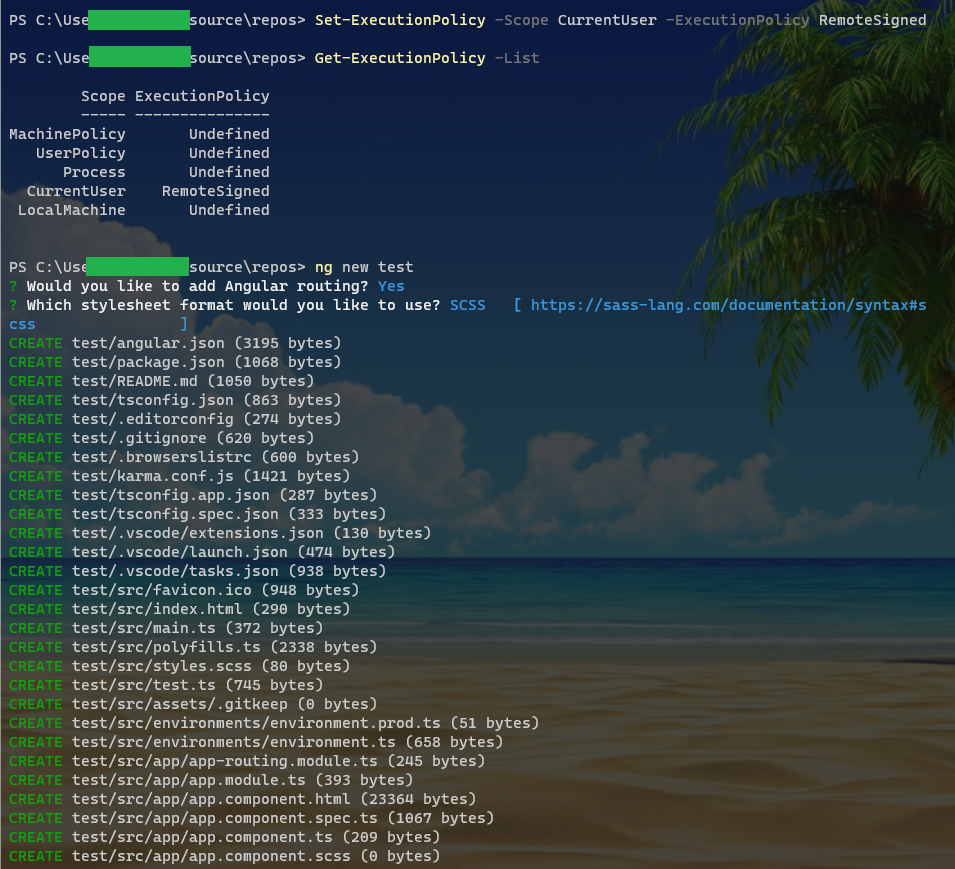 PS C:\Use source\repos> Set-ExecutionPolicy -Scope CurrentUser -ExecutionPolicy RemoteSigned
PS C:\Use source\repos> Get-ExecutionPolicy -List
Scope ExecutionPolicy
----- ---------------
MachinePolicy Undefined
UserPolicy Undefined
Process Undefined
CurrentUser RemoteSigned
LocalMachine Undefined
PS C:\Use source\repos> ng new test
? Would you like to add Angular routing? Yes
? Which stylesheet format would you like to use? SCSS [ https://sass-lang.com/documentation/syntax#s
css ]
CREATE test/angular.json (3195 bytes)
CREATE test/package.json (1068 bytes)
CREATE test/README.md (1050 bytes)
CREATE test/tsconfig.json (863 bytes)
CREATE test/.editorconfig (274 bytes)
CREATE test/.gitignore (620 bytes)
CREATE test/.browserslistrc (600 bytes)
CREATE test/karma.conf.js (1421 bytes)
CREATE test/tsconfig.app.json (287 bytes)
CREATE test/tsconfig.spec.json (333 bytes)
CREATE test/.vscode/extensions.json (130 bytes)
CREATE test/.vscode/launch.json (474 bytes)
CREATE test/.vscode/tasks.json (938 bytes)
CREATE test/src/favicon.ico (948 bytes)
CREATE test/src/index.html (290 bytes)
CREATE test/src/main.ts (372 bytes)
CREATE test/src/polyfills.ts (2338 bytes)
CREATE test/src/styles.scss (80 bytes)
CREATE test/src/test.ts (745 bytes)
CREATE test/src/assets/.gitkeep (0 bytes)
CREATE test/src/environments/environment.prod.ts (51 bytes)
CREATE test/src/environments/environment.ts (658 bytes)
CREATE test/src/app/app-routing.module.ts (245 bytes)
CREATE test/src/app/app.module.ts (393 bytes)
CREATE test/src/app/app.component.html (23364 bytes)
CREATE test/src/app/app.component.spec.ts (1067 bytes)
CREATE test/src/app/app.component.ts (209 bytes)
CREATE test/src/app/app.component.scss (0 bytes)